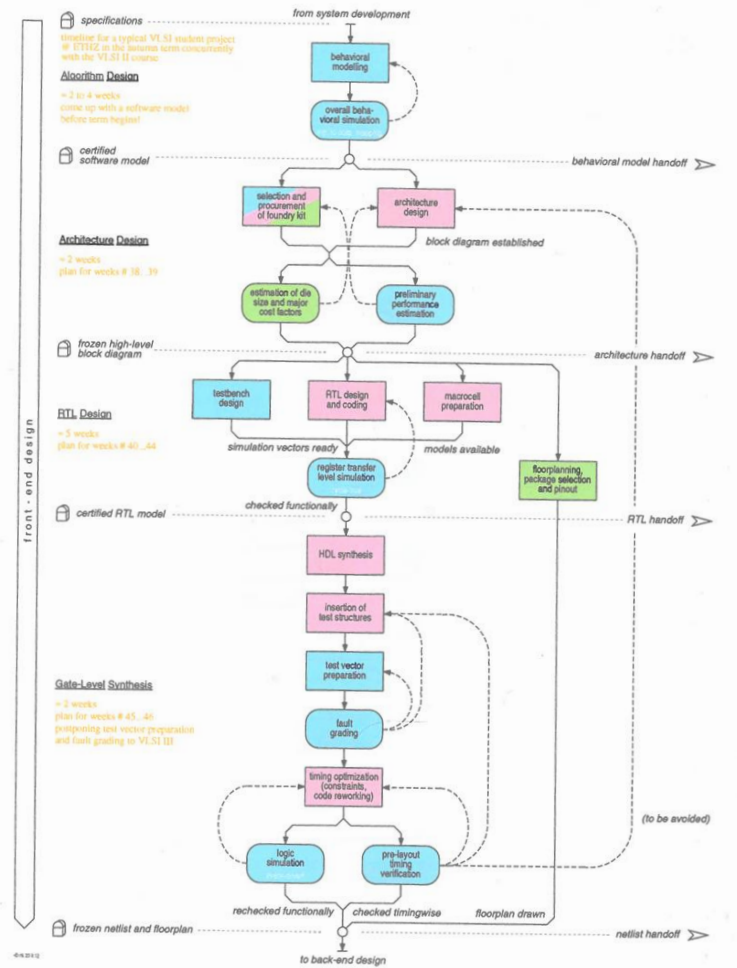 from system development
specifications
timeline for a typical VLSI student project
@ ETHZ in the autumn term concurrently
with the VLSI II course
behavioral
modelling
Algorithm Design
≈ 2 to 4 weeks
come up with a software model
before term begins!
overall beha-
vioral simulation
certified
software model
behavioral model handoff
selection and
procurement
of foundry kit
architecture
design
block diagram established
Architecture Design
≈ 2 weeks
plan for weeks # 38...39
estimation of die
size and major
cost factors
preliminary
performance
estimation
frozen high-level
block diagram
architecture handoff
testbench
design
RTL design
and coding
macrocell
preparation
RTL Design
≈ 5 weeks
plan for weeks # 40...44
simulation vectors ready
models available
register transfer
level simulation
floorplanning,
package selection
and pinout
checked functionally
certified RTL model
RTL handoff
front-end design
HDL synthesis
insertion of
test structures
test vector
preparation
Gate-Level Synthesis
≈ 2 weeks
plan for weeks # 45...46
postponing test vector preparation
and fault grading to VLSI III
fault
grading
timing optimization
(constraints,
code reworking)
(to be avoided)
logic
simulation
pre-layout
timing
verification
rechecked functionally
checked timingwise
floorplan drawn
frozen netlist and floorplan
netlist handoff
to back-end design